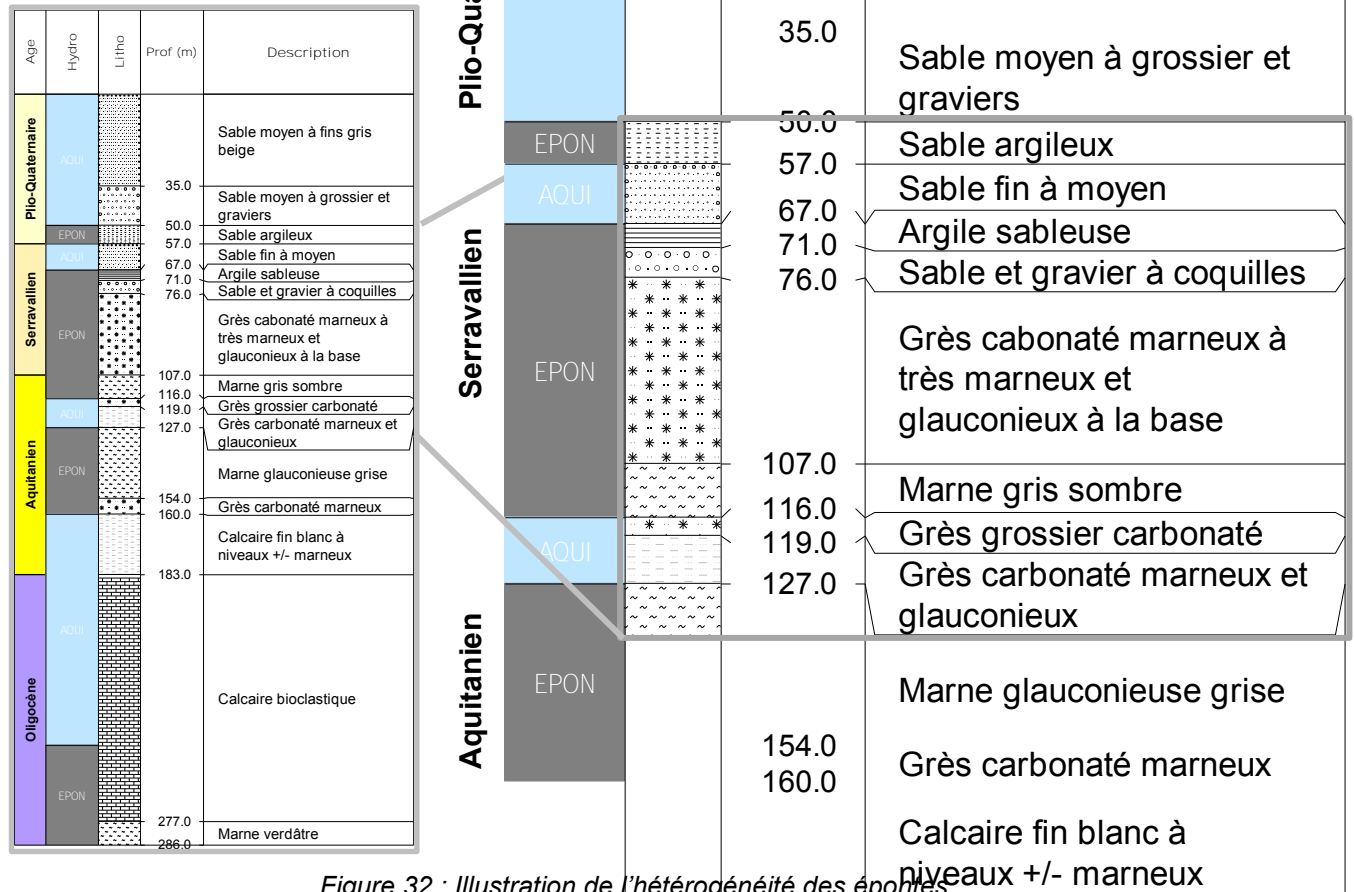 Age
Hydro
Litho
Prof (m)
Description
Plio-Quaternaire
Serravallien
Aquitanien
Oligocène
AQUI
EPON
AQUI
EPON
AQUI
EPON
AQUI
EPON
Sable moyen à fins gris
beige
35.0
Sable moyen à grossier et
graviers
50.0
Sable argileux
57.0
Sable fin à moyen
67.0
Argile sableuse
71.0
Sable et gravier à coquilles
76.0
Grès cabonaté marneux à
très marneux et
glauconieux à la base
107.0
Marne gris sombre
116.0
Grès grossier carbonaté
119.0
Grès carbonaté marneux et
glauconieux
127.0
Marne glauconieuse grise
154.0
Grès carbonaté marneux
160.0
Calcaire fin blanc à
niveaux +/- marneux
183.0
Calcaire bioclastique
277.0
Marne verdâtre
286.0
Plio-Qua
Serravallien
Aquitanien
EPON
AQUI
EPON
AQUI
EPON
35.0
Sable moyen à grossier et
graviers
50.0
Sable argileux
57.0
Sable fin à moyen
67.0
Argile sableuse
71.0
Sable et gravier à coquilles
76.0
Grès cabonaté marneux à
très marneux et
glauconieux à la base
107.0
Marne gris sombre
116.0
Grès grossier carbonaté
119.0
Grès carbonaté marneux et
glauconieux
127.0
Marne glauconieuse grise
154.0
Grès carbonaté marneux
160.0
Calcaire fin blanc à
niveaux +/- marneux
Figure 32 : Illustration de l'hétérogénéité des épontes